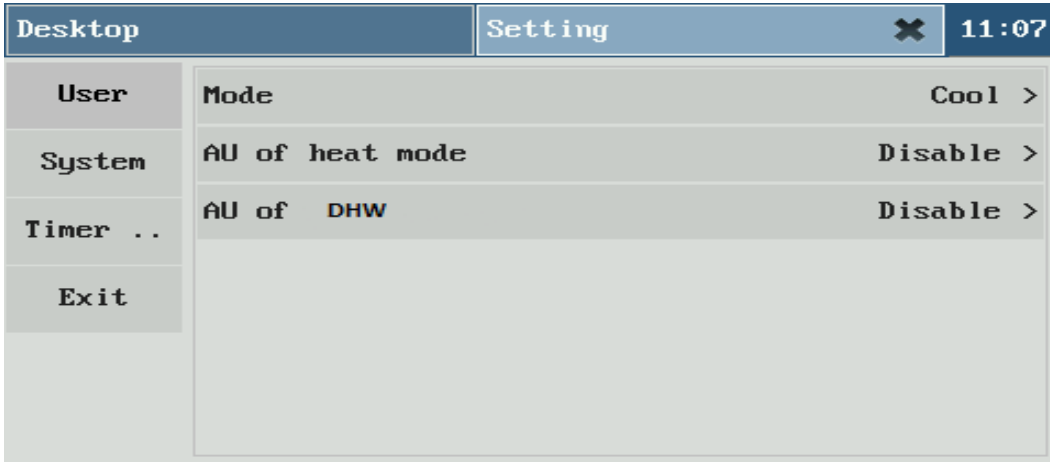 Desktop Setting 11:07
User
System
Timer ..
Exit
Mode Cool >
AU of heat mode Disable >
AU of DHW Disable >